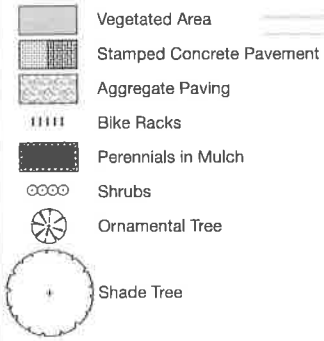 Vegetated Area
Stamped Concrete Pavement
Aggregate Paving
Bike Racks
Perennials in Mulch
Shrubs
Ornamental Tree
Shade Tree